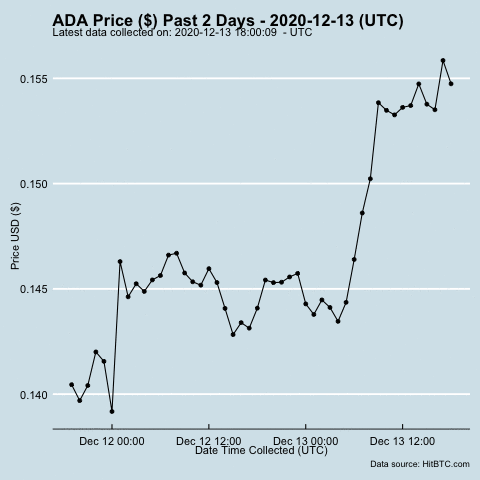 ADA Price ($) Past 2 Days - 2020-12-13 (UTC)
Latest data collected on: 2020-12-13 18:00:09  - UTC
0.155
0.150
0.145
0.140
Price USD ($)
Dec 12 00:00
Dec 12 12:00
Dec 13 00:00
Dec 13 12:00
Date Time Collected (UTC)
Data source: HitBTC.com